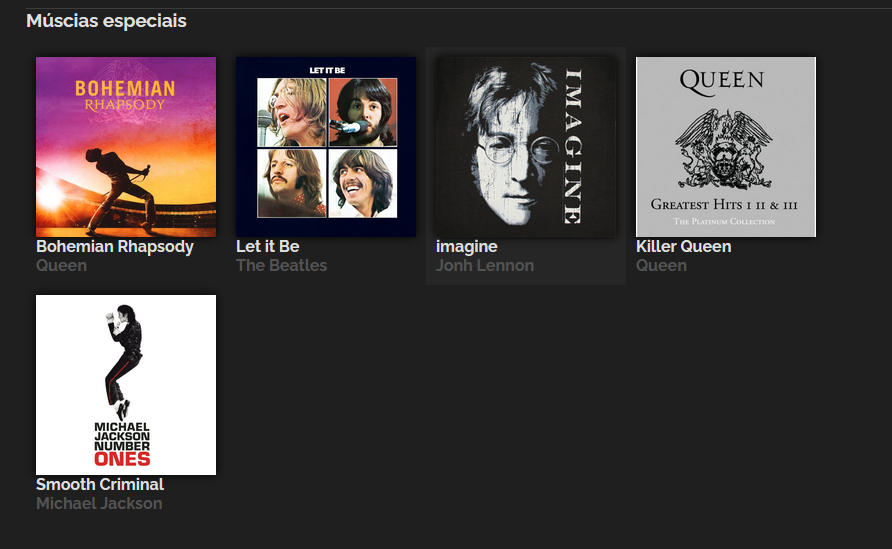 Múscias especiais
BOHEMIAN
RHAPSODY
LET IT BE
IMAGINE
QUEEN
GREATEST HITS I II & III
THE PLATINUM COLLECTION
Bohemian Rhapsody
Queen
Let it Be
The Beatles
imagine
Jonh Lennon
Killer Queen
Queen
MICHAEL
JACKSON
NUMBER
ONES
Smooth Criminal
Michael Jackson